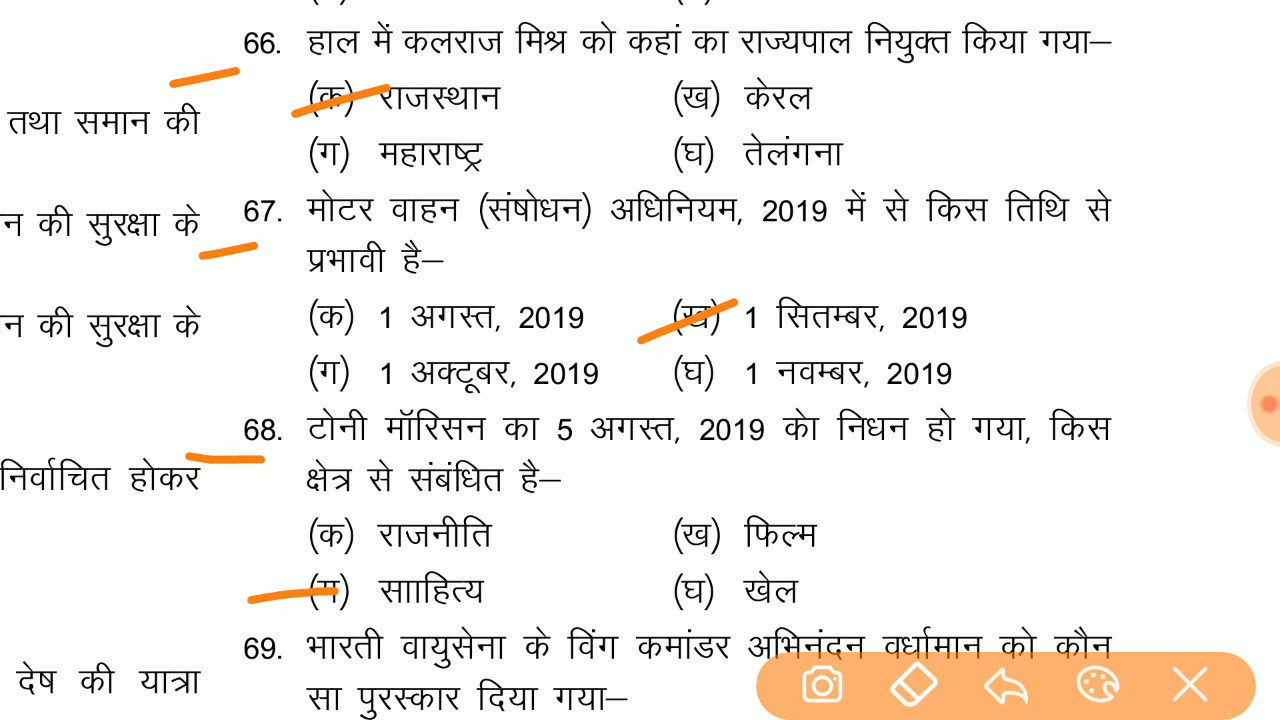 66. हाल में कलराज मिश्र को कहां का राज्यपाल नियुक्त किया गया–
(क) राजस्थान (ख) केरल
तथा समान की
(ग) महाराष्ट्र (घ) तेलंगना
67. मोटर वाहन (संषोधन) अधिनियम, 2019 में से किस तिथि से
न की सुरक्षा के
प्रभावी है–
(क) 1 अगस्त, 2019 (ख) 1 सितम्बर, 2019
न की सुरक्षा के
(ग) 1 अक्टूबर, 2019 (घ) 1 नवम्बर, 2019
68. टोनी मॉरिसन का 5 अगस्त, 2019 केा निधन हो गया, किस
निर्वाचित होकर
क्षेत्र से संबंधित है–
(क) राजनीति (ख) फिल्म
(ग) सााहित्य (घ) खेल
69. भारती वायुसेना के विंग कमांडर अभिनंदन वर्धामान को कौन
देष की यात्रा
सा पुरस्कार दिया गया–